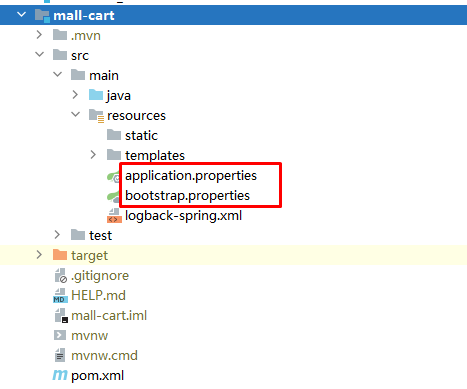 mall-cart
.mvn
src
main
java
resources
static
templates
application.properties
bootstrap.properties
logback-spring.xml
test
target
.gitignore
HELP.md
mall-cart.iml
mvnw
mvnw.cmd
pom.xml